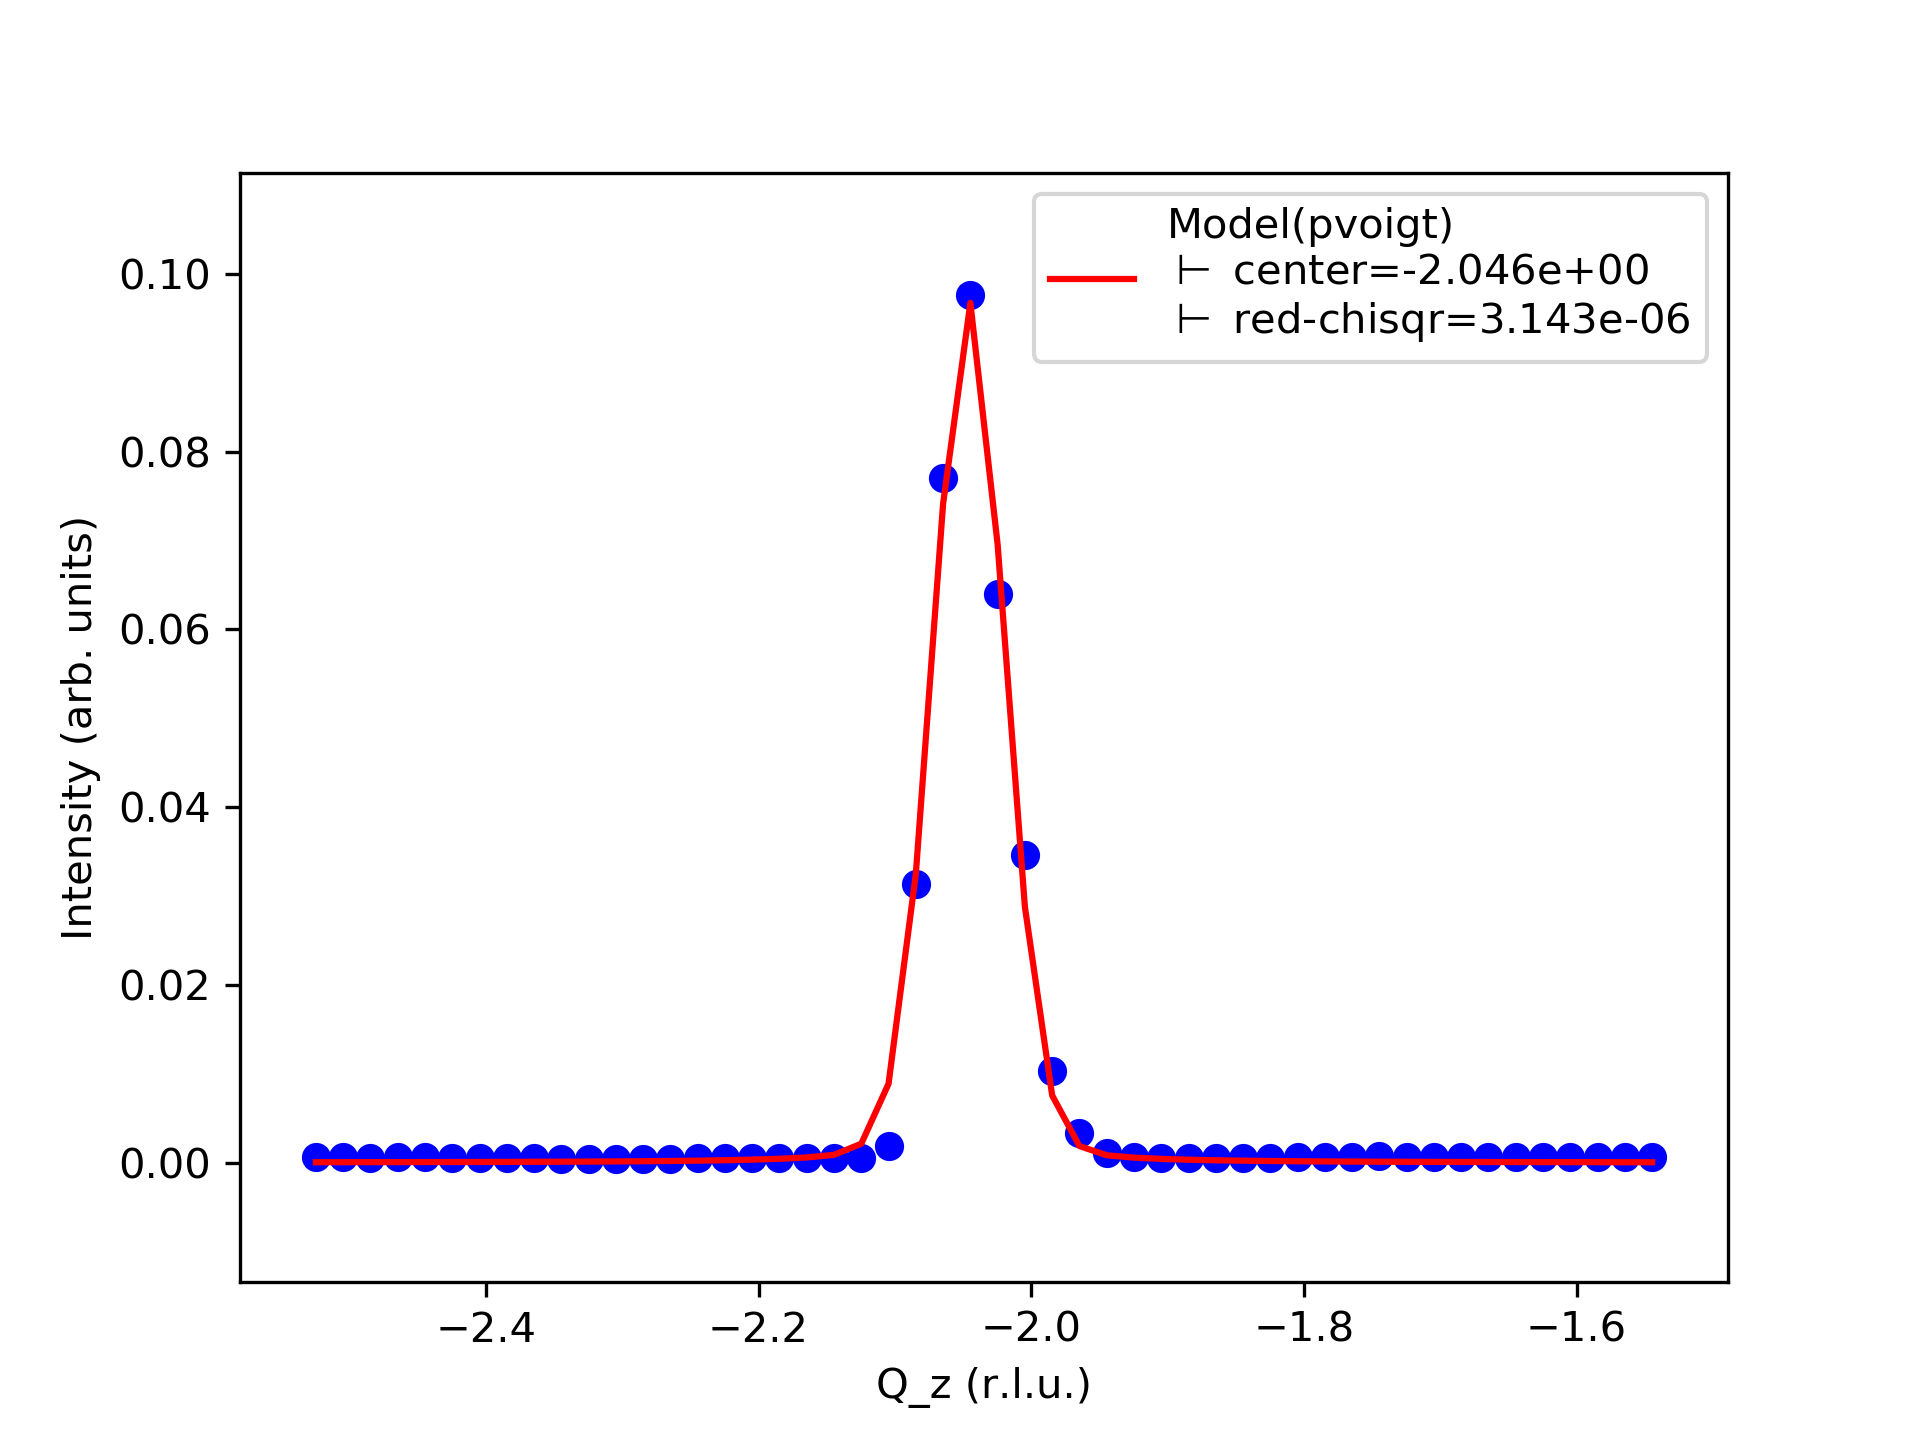 Model(pvoigt)
⊢ center=-2.046e+00
⊢ red-chisqr=3.143e-06
0.10
0.08
0.06
0.04
0.02
0.00
Intensity (arb. units)
−2.4 −2.2 −2.0 −1.8 −1.6
Q_z (r.l.u.)